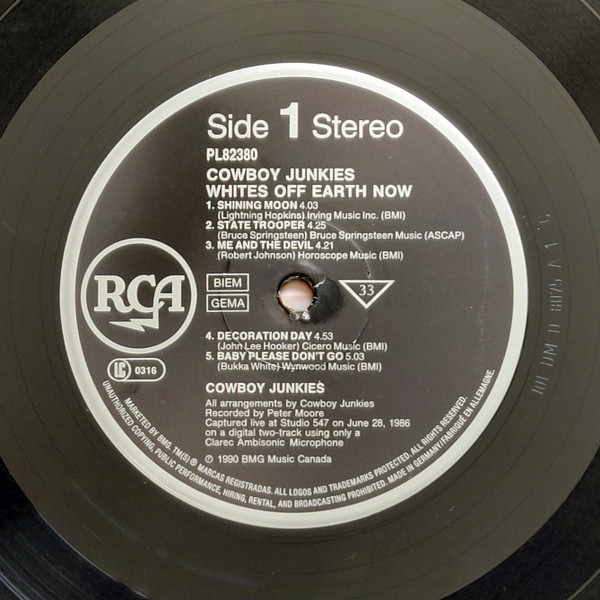 Side 1 Stereo
PL82380
COWBOY JUNKIES
WHITES OFF EARTH NOW
1. SHINING MOON 4.03
(Lightning Hopkins) Irving Music Inc. (BMI)
2. STATE TROOPER 4.25
(Bruce Springsteen) Bruce Springsteen Music (ASCAP)
3. ME AND THE DEVIL 4.21
(Robert Johnson) Horoscope Music (BMI)
RCA
BIEM
GEMA
33
4. DECORATION DAY 4.53
(John Lee Hooker) Cicero Music (BMI)
5. BABY PLEASE DON'T GO 5.03
(Bukka White) Wynwood Music (BMI)
LC 0316
COWBOY JUNKIES
All arrangements by Cowboy Junkies
Recorded by Peter Moore
Captured live at Studio 547 on June 28, 1986
on a digital two-track using only a
Clarec Ambisonic Microphone
℗ 1990 BMG Music Canada
MARKETED BY BMG. TM(S) ® MARCAS REGISTRADAS. ALL LOGOS AND TRADEMARKS PROTECTED. ALL RIGHTS RESERVED.
UNAUTHORIZED COPYING, PUBLIC PERFORMANCE, HIRING, RENTAL, AND BROADCASTING PROHIBITED. MADE IN GERMANY/FABRIQUÉ EN ALLEMAGNE.